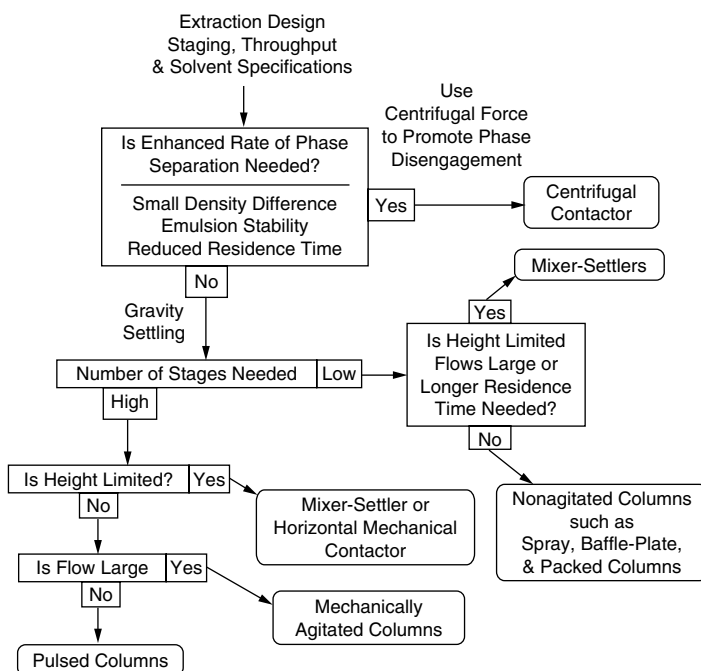 Extraction Design
Staging, Throughput
& Solvent Specifications
Use
Centrifugal Force
to Promote Phase
Disengagement
Is Enhanced Rate of Phase
Separation Needed?
Small Density Difference
Emulsion Stability
Reduced Residence Time
Yes
Centrifugal
Contactor
No
Gravity
Settling
Mixer-Settlers
Yes
Is Height Limited
Flows Large or
Longer Residence
Time Needed?
No
Number of Stages Needed
Low
High
Nonagitated Columns
such as
Spray, Baffle-Plate,
& Packed Columns
Is Height Limited?
Yes
No
Mixer-Settler or
Horizontal Mechanical
Contactor
Is Flow Large
Yes
No
Mechanically
Agitated Columns
Pulsed Columns